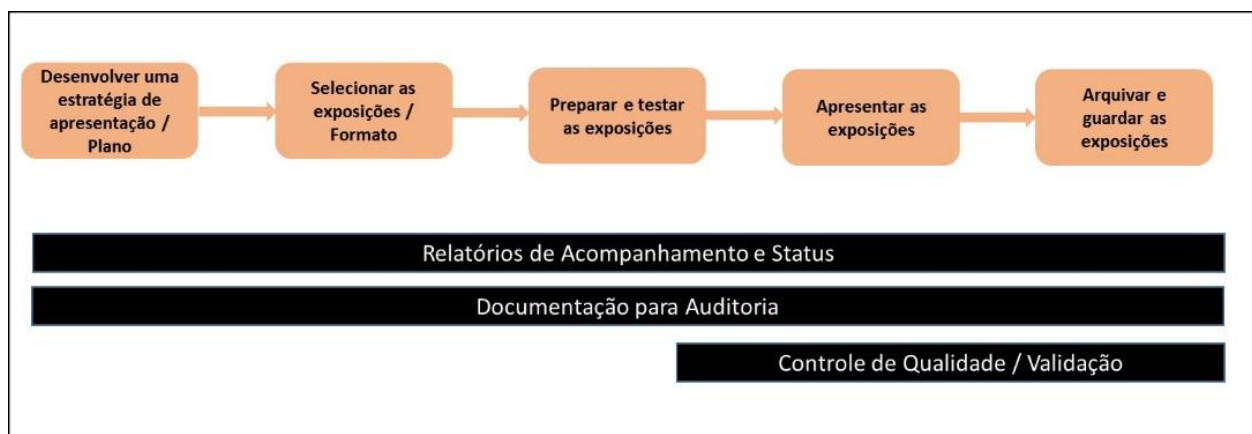 Desenvolver uma
estratégia de
apresentação /
Plano
Selecionar as
exposições /
Formato
Preparar e testar
as exposições
Apresentar as
exposições
Arquivar e
guardar as
exposições
Relatórios de Acompanhamento e Status
Documentação para Auditoria
Controle de Qualidade / Validação